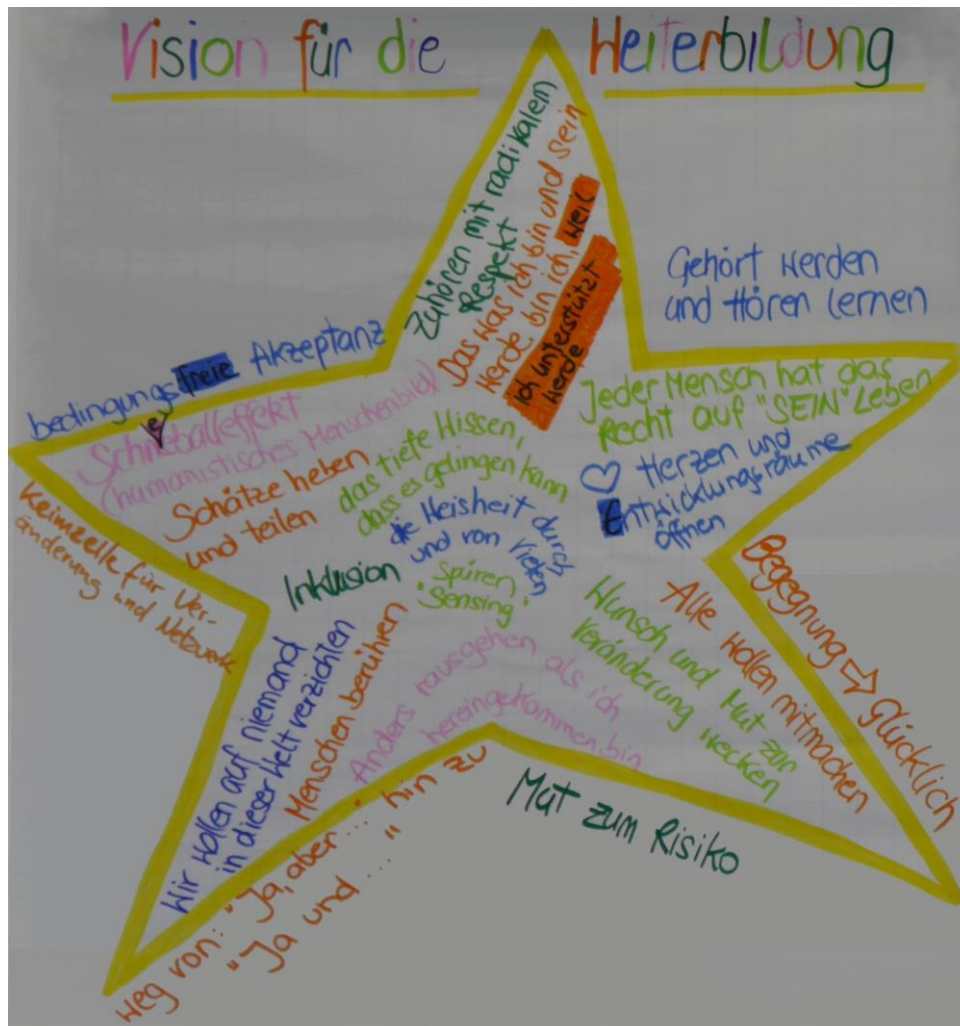 Vision für die Weiterbildung
Zuhören mit radikalen
Respekt
Das was ich bin und sein
werde, bin ich, weil
ich unterstützt
werde
Gehört werden
und Hören lernen
bedingungsfreie Akzeptanz
Schneeballeffekt
(humanistisches Menschenbild)
Schätze heben
und teilen
das tiefe Wissen,
dass es gelingen kann
Jeder Mensch hat das
Recht auf "SEIN" Leben
Herzen und
Entwicklungsräume
öffnen
die Weisheit durch
und von Vielen
Keimzelle für Ver-
änderung und Netzwerk
Inklusion
Spüren
"Sensing"
Wunsch und Mut zur
Veränderung wecken
Alle wollen mitmachen
Begegnung ⇨ Glücklich
Wir wollen auf niemand
in dieser Welt verzichten
Menschen berühren
Anders rausgehen als ich
hereingekommen bin
Mut zum Risiko
weg von: "Ja, aber..." hin zu
"Ja und ..."